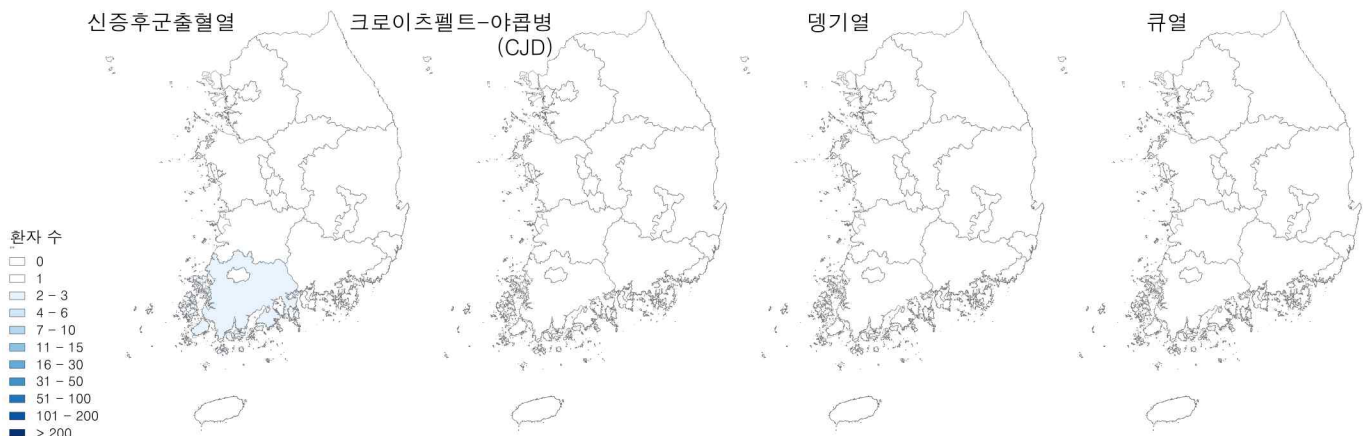 신증후군출혈열
크로이츠펠트-야콥병
(CJD)
뎅기열
큐열
환자 수
0
1
2 - 3
4 - 6
7 - 10
11 - 15
16 - 30
31 - 50
51 - 100
101 - 200
> 200